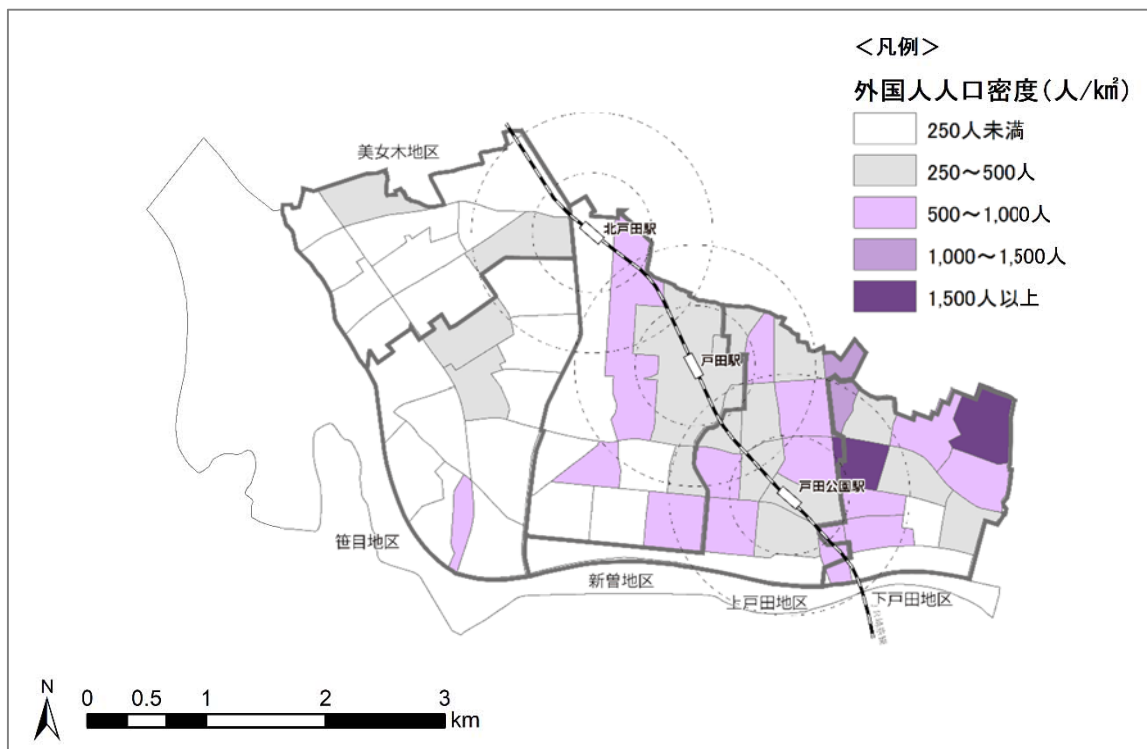 <凡例>
外国人人口密度(人/㎢)
250人未満
250～500人
500～1,000人
1,000～1,500人
1,500人以上
美女木地区
北戸田駅
戸田駅
戸田公園駅
笹目地区
新曽地区
上戸田地区
下戸田地区
N
0 0.5 1 2 3
km